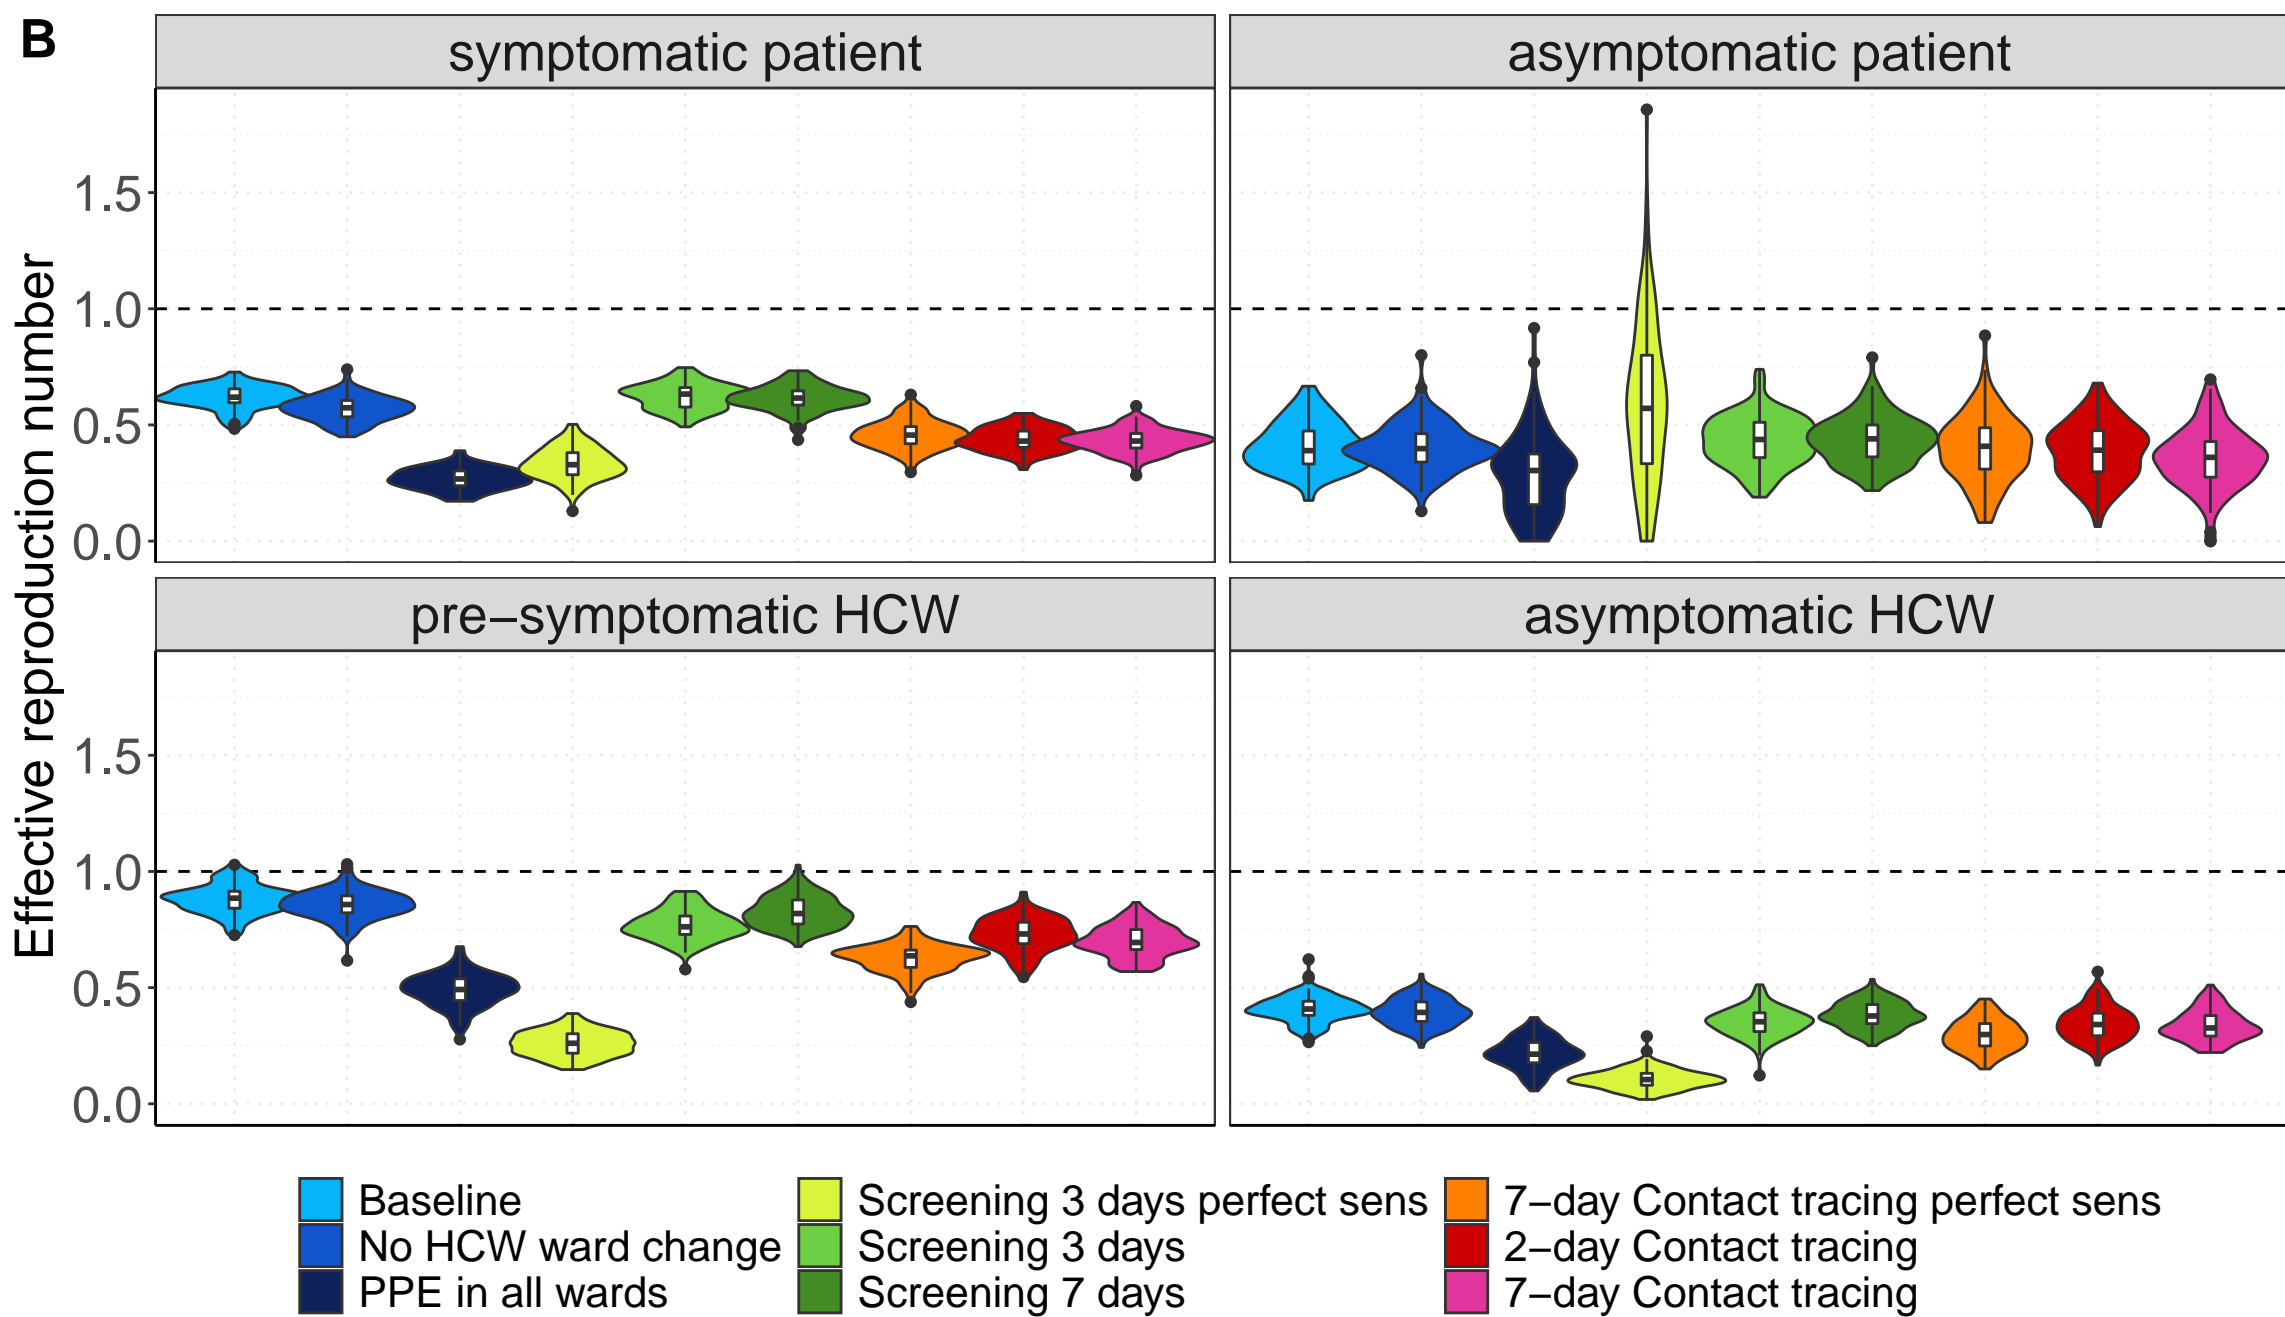 B
symptomatic patient
asymptomatic patient
Effective reproduction number
1.5
1.0
0.5
0.0
pre−symptomatic HCW
asymptomatic HCW
1.5
1.0
0.5
0.0
Baseline
No HCW ward change
PPE in all wards
Screening 3 days perfect sens
Screening 3 days
Screening 7 days
7−day Contact tracing perfect sens
2−day Contact tracing
7−day Contact tracing